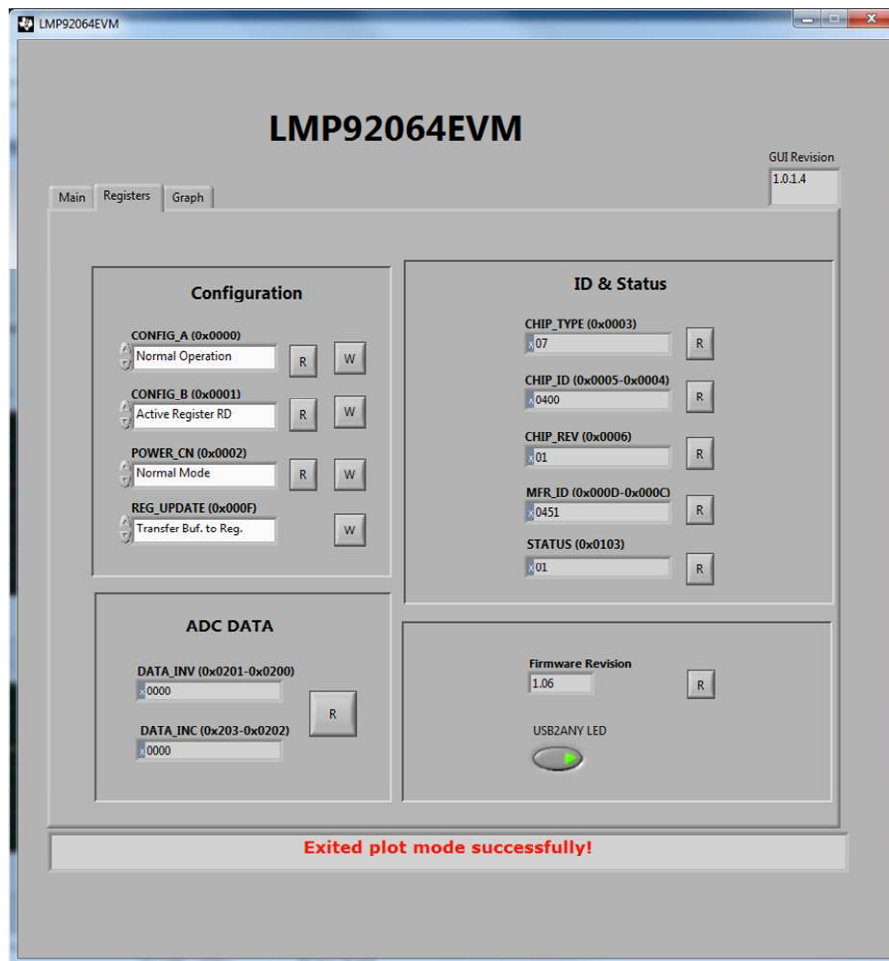 LMP92064EVM
LMP92064EVM
GUI Revision
1.0.1.4
Main Registers Graph
Configuration
CONFIG_A (0x0000)
Normal Operation R W
CONFIG_B (0x0001)
Active Register RD R W
POWER_CN (0x0002)
Normal Mode R W
REG_UPDATE (0x000F)
Transfer Buf. to Reg. W
ID & Status
CHIP_TYPE (0x0003)
x 07 R
CHIP_ID (0x0005-0x0004)
x 0400 R
CHIP_REV (0x0006)
x 01 R
MFR_ID (0x000D-0x000C)
x 0451 R
STATUS (0x0103)
x 01 R
ADC DATA
DATA_INV (0x0201-0x0200)
x 0000
R
DATA_INC (0x203-0x0202)
x 0000
Firmware Revision
1.06 R
USB2ANY LED
Exited plot mode successfully!